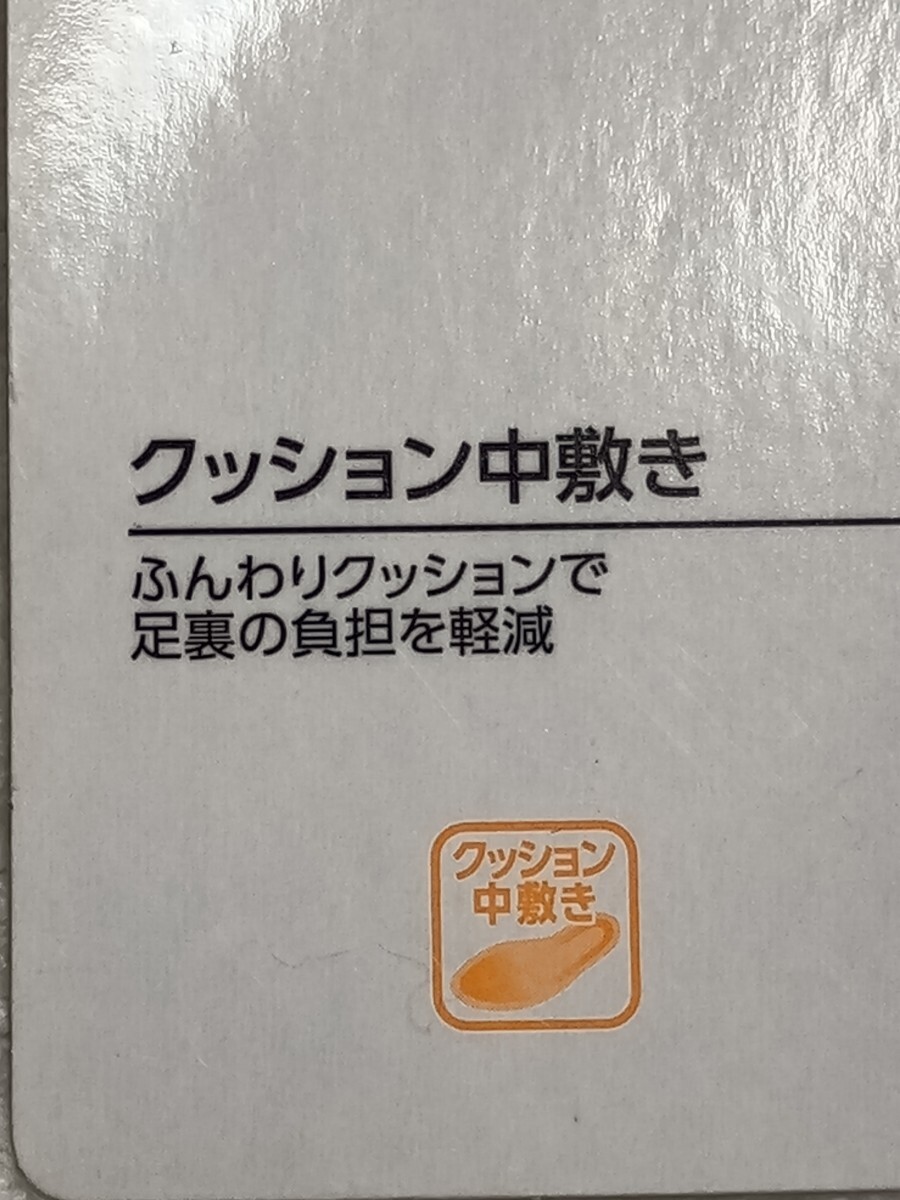 クッション中敷き
ふんわりクッションで
足裏の負担を軽減
クッション
中敷き